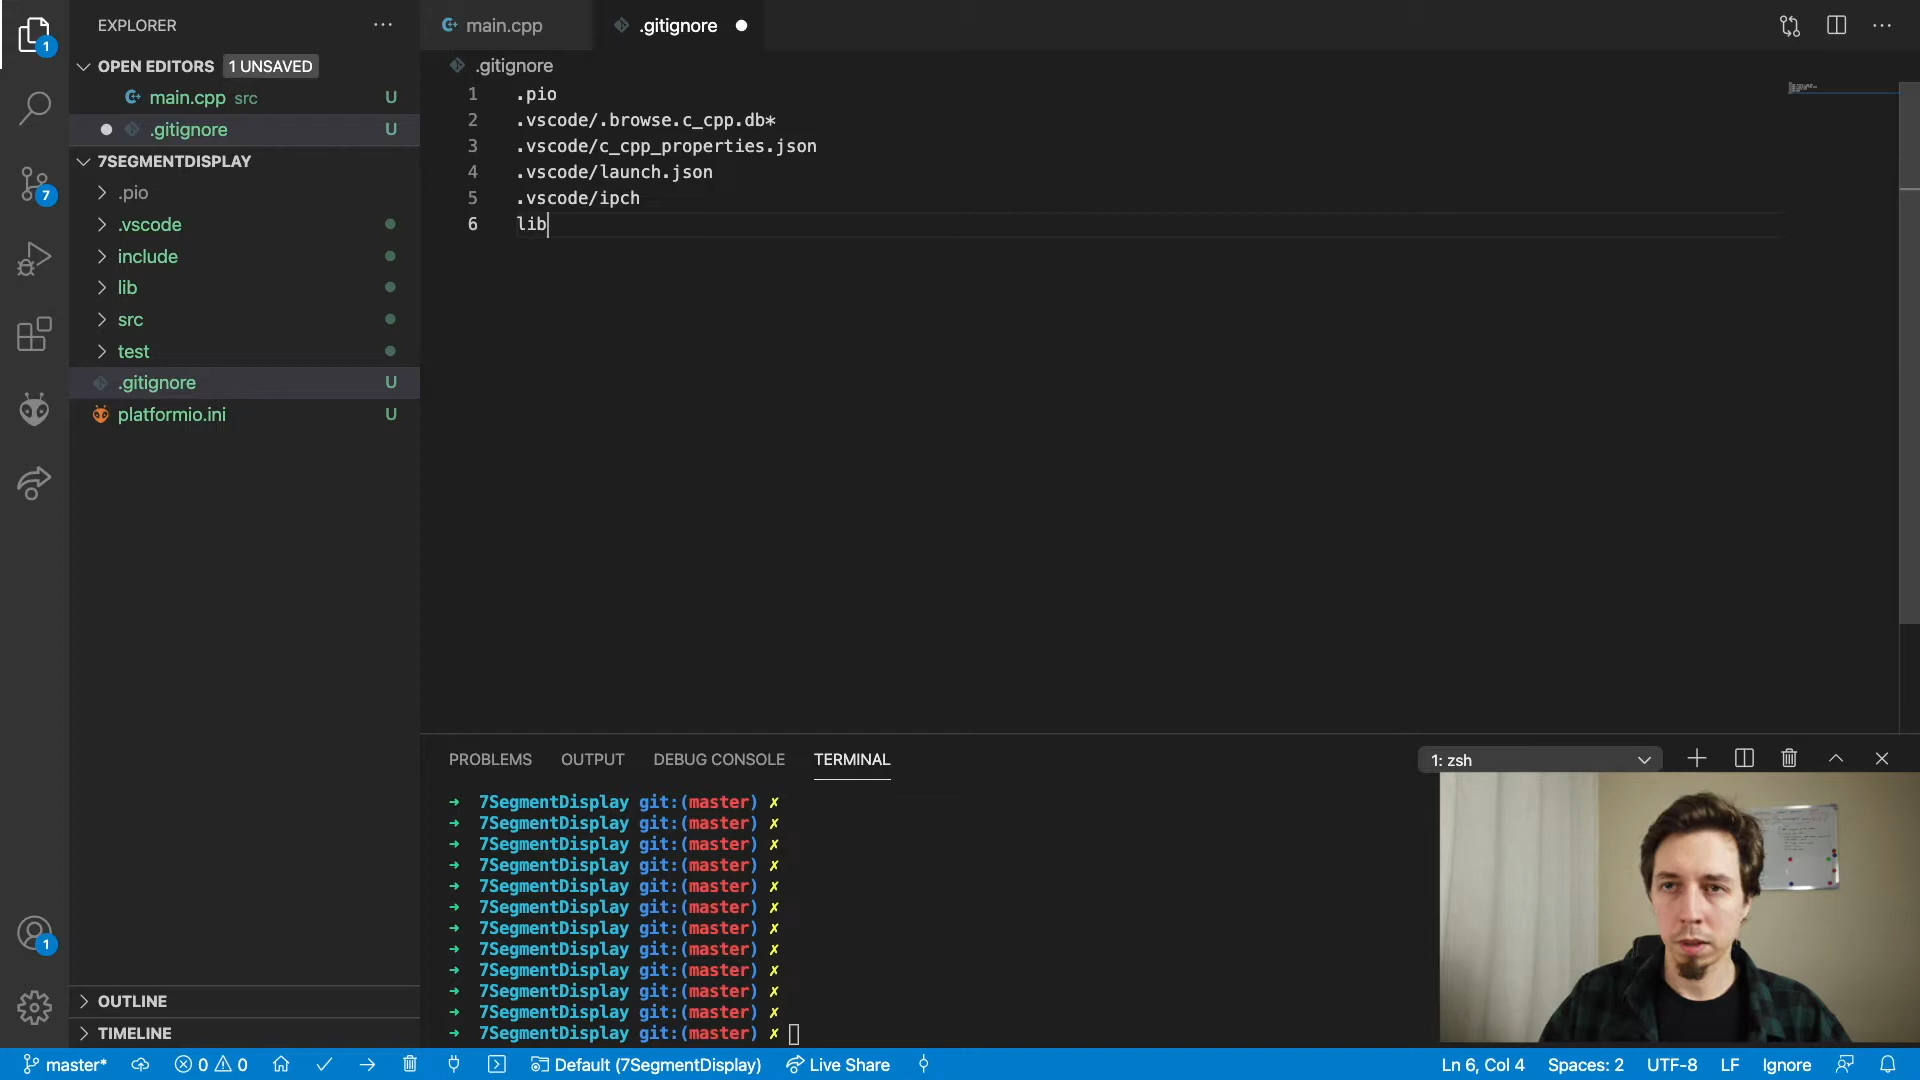 EXPLORER
OPEN EDITORS 1 UNSAVED
main.cpp src U
.gitignore U
7SEGMENTDISPLAY
.pio
.vscode
include
lib
src
test
.gitignore U
platformio.ini U
OUTLINE
TIMELINE
1
7
1
main.cpp
.gitignore
.gitignore
1 .pio
2 .vscode/.browse.c_cpp.db*
3 .vscode/c_cpp_properties.json
4 .vscode/launch.json
5 .vscode/ipch
6 lib
PROBLEMS OUTPUT DEBUG CONSOLE TERMINAL 1: zsh
➜ 7SegmentDisplay git:(master) ✗
➜ 7SegmentDisplay git:(master) ✗
➜ 7SegmentDisplay git:(master) ✗
➜ 7SegmentDisplay git:(master) ✗
➜ 7SegmentDisplay git:(master) ✗
➜ 7SegmentDisplay git:(master) ✗
➜ 7SegmentDisplay git:(master) ✗
➜ 7SegmentDisplay git:(master) ✗
➜ 7SegmentDisplay git:(master) ✗
➜ 7SegmentDisplay git:(master) ✗
➜ 7SegmentDisplay git:(master) ✗
➜ 7SegmentDisplay git:(master) ✗
master* 0 0 Default (7SegmentDisplay) Live Share Ln 6, Col 4 Spaces: 2 UTF-8 LF Ignore